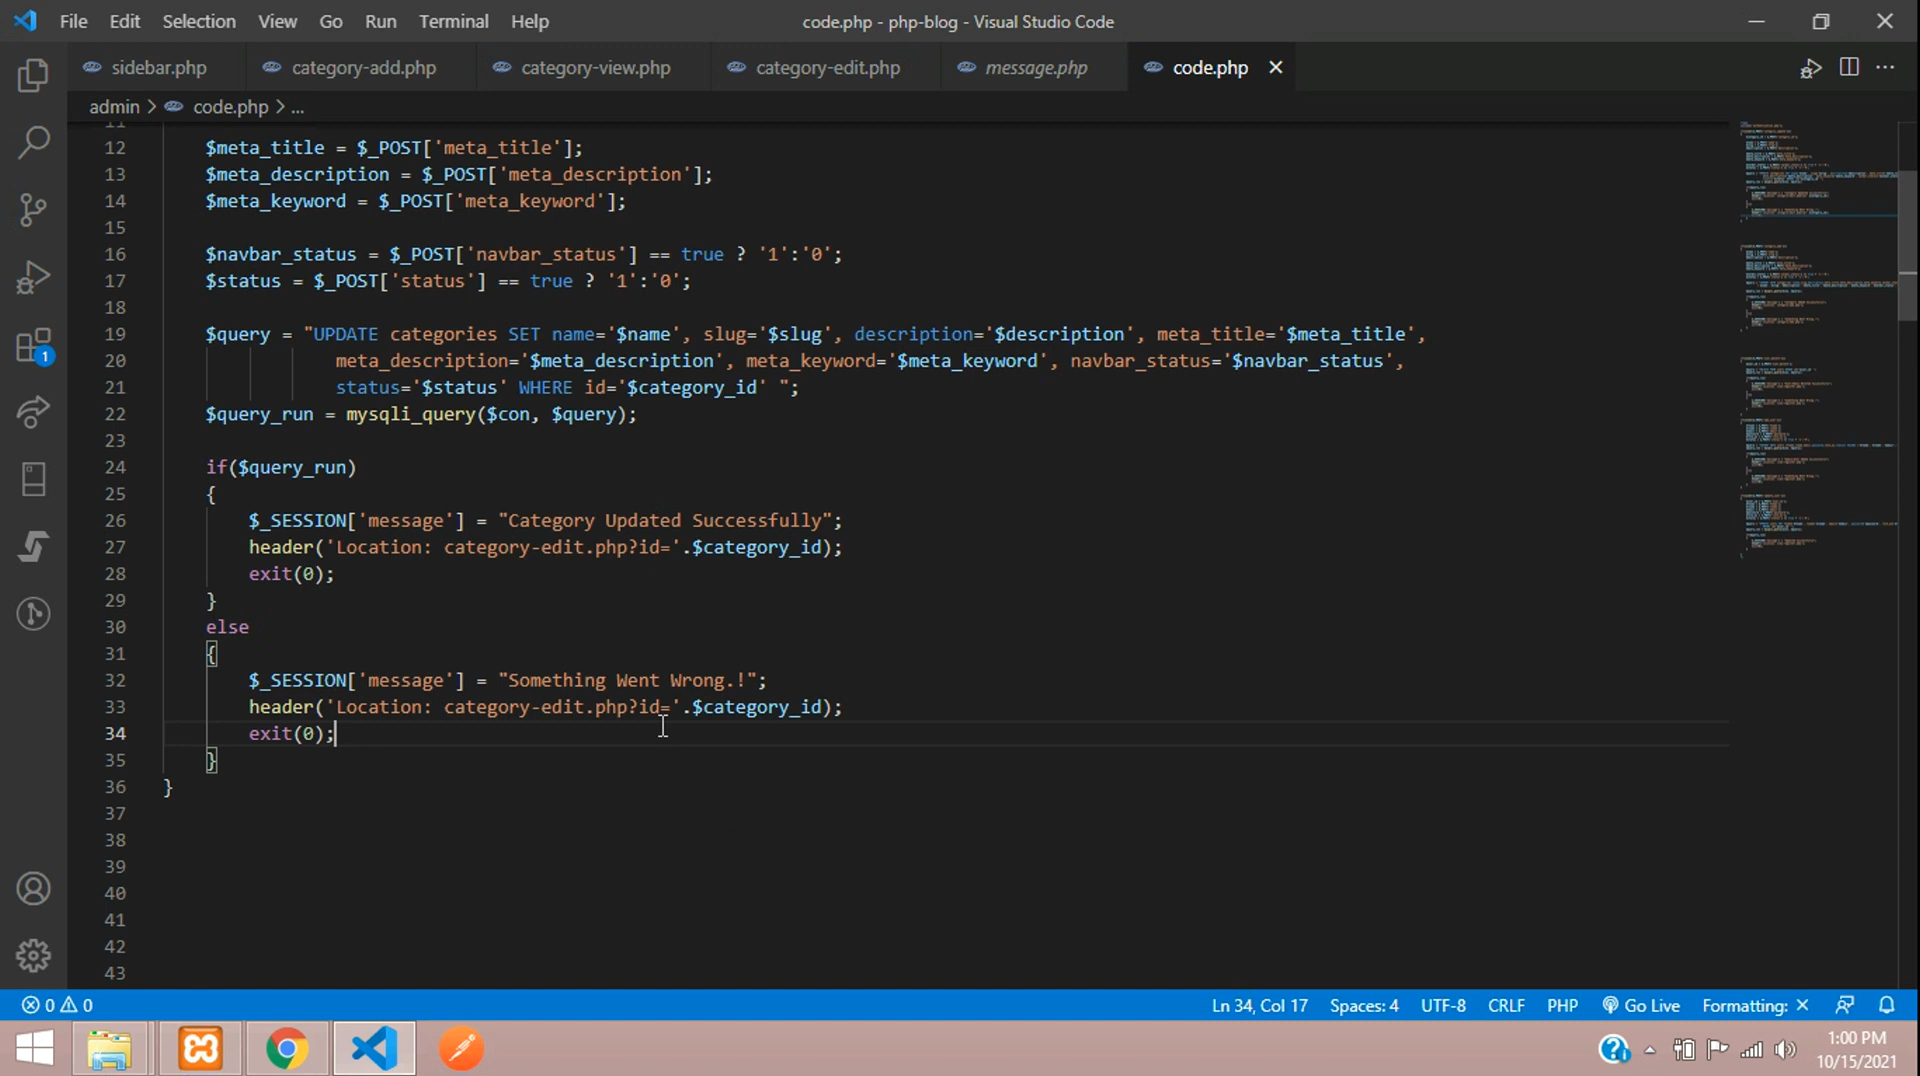 File Edit Selection View Go Run Terminal Help code.php - php-blog - Visual Studio Code
sidebar.php category-add.php category-view.php category-edit.php message.php code.php
admin > code.php > ...
11
12 $meta_title = $_POST['meta_title'];
13 $meta_description = $_POST['meta_description'];
14 $meta_keyword = $_POST['meta_keyword'];
15
16 $navbar_status = $_POST['navbar_status'] == true ? '1':'0';
17 $status = $_POST['status'] == true ? '1':'0';
18
19 $query = "UPDATE categories SET name='$name', slug='$slug', description='$description', meta_title='$meta_title',
20 meta_description='$meta_description', meta_keyword='$meta_keyword', navbar_status='$navbar_status',
21 status='$status' WHERE id='$category_id' ";
22 $query_run = mysqli_query($con, $query);
23
24 if($query_run)
25 {
26 $_SESSION['message'] = "Category Updated Successfully";
27 header('Location: category-edit.php?id='.$category_id);
28 exit(0);
29 }
30 else
31 {
32 $_SESSION['message'] = "Something Went Wrong.!";
33 header('Location: category-edit.php?id='.$category_id);
34 exit(0);
35 }
36 }
37
38
39
40
41
42
43
1
0 0 Ln 34, Col 17 Spaces: 4 UTF-8 CRLF PHP Go Live Formatting: ×
1:00 PM
10/15/2021